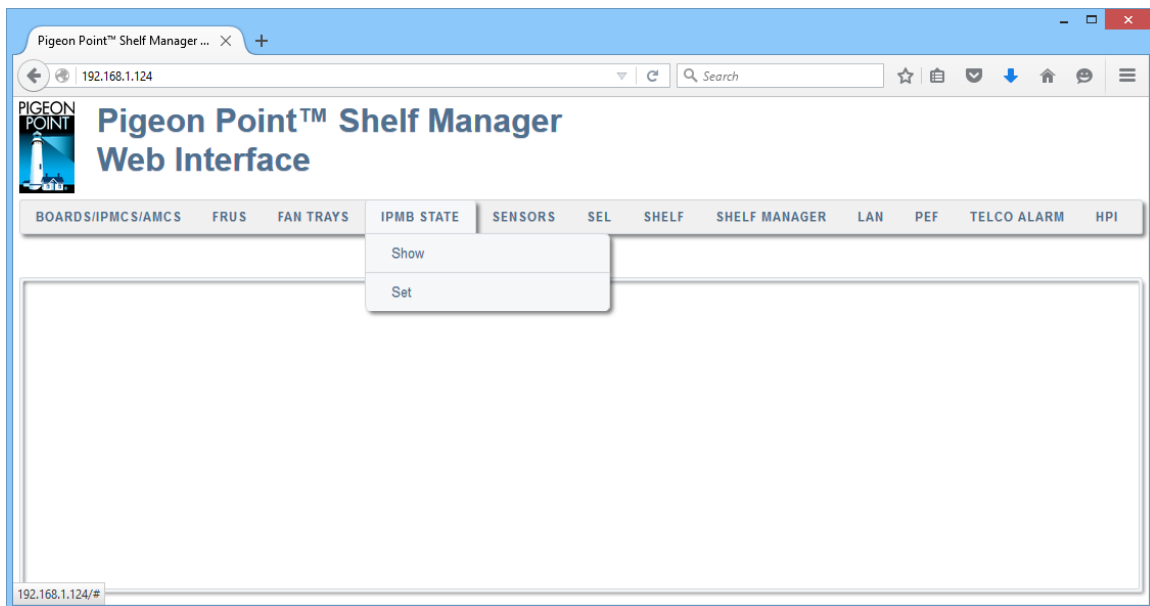 Pigeon Point™ Shelf Manager ...
192.168.1.124
Search
PIGEON
POINT
Pigeon Point™ Shelf Manager
Web Interface
BOARDS/IPMCS/AMCS FRUS FAN TRAYS IPMB STATE SENSORS SEL SHELF SHELF MANAGER LAN PEF TELCO ALARM HPI
Show
Set
192.168.1.124/#